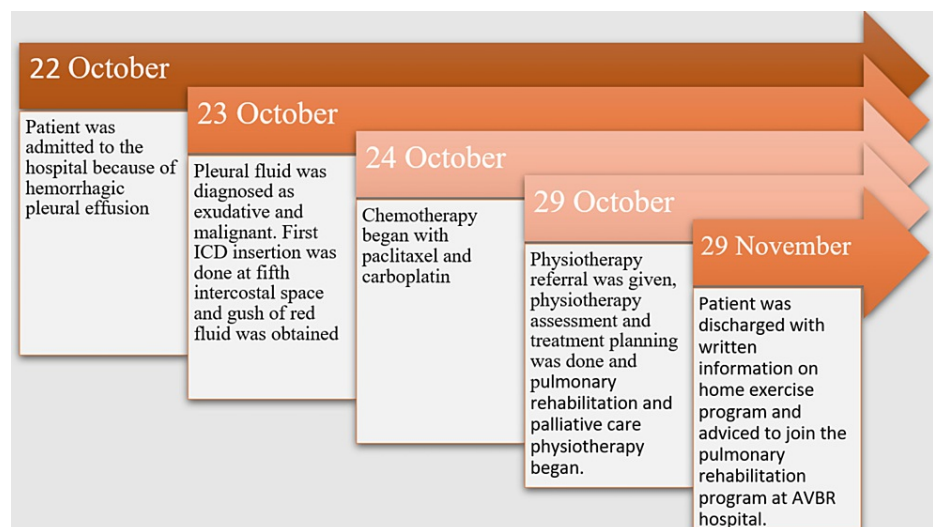 22 October
Patient was
admitted to the
hospital because of
hemorrhagic
pleural effusion
23 October
Pleural fluid was
diagnosed as
exudative and
malignant. First
ICD insertion was
done at fifth
intercostal space
and gush of red
fluid was obtained
24 October
Chemotherapy
began with
paclitaxel and
carboplatin
29 October
Physiotherapy
referral was given,
physiotherapy
assessment and
treatment planning
was done and
pulmonary
rehabilitation and
palliative care
physiotherapy
began.
29 November
Patient was
discharged with
written
information on
home exercise
program and
adviced to join the
pulmonary
rehabilitation
program at AVBR
hospital.